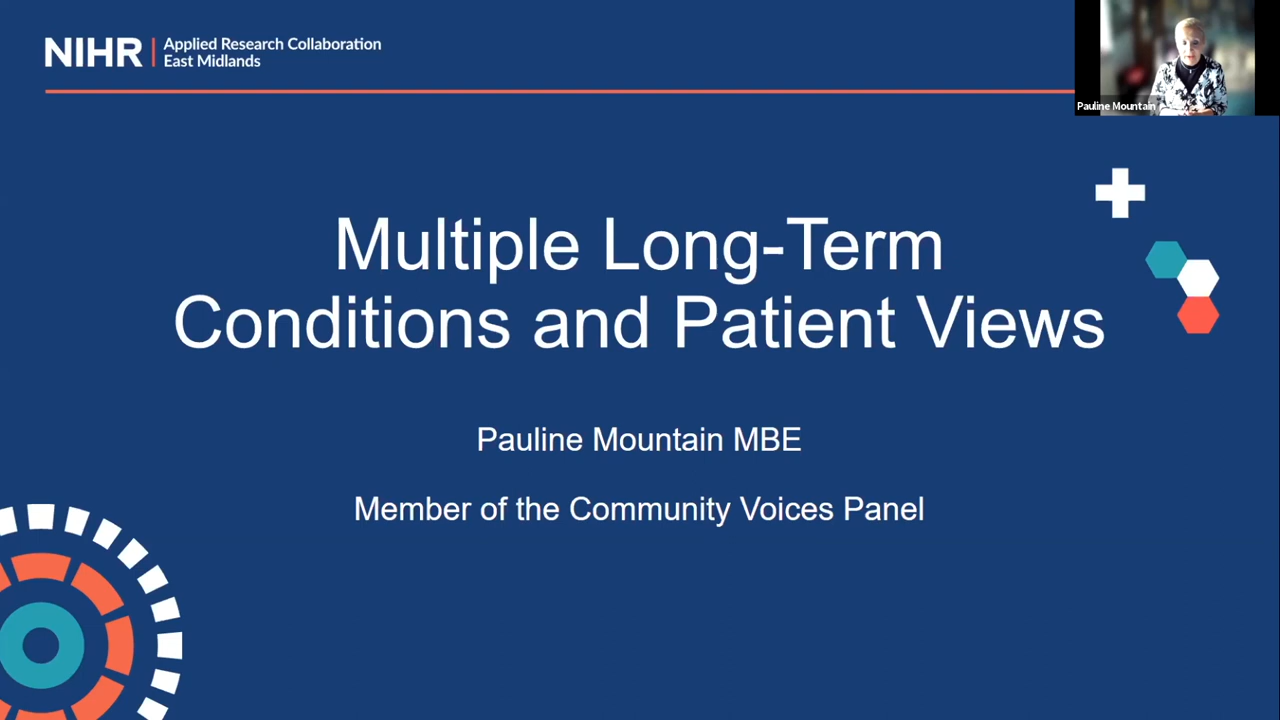 NIHR | Applied Research Collaboration
East Midlands
Pauline Mountain
Multiple Long-Term
Conditions and Patient Views
Pauline Mountain MBE
Member of the Community Voices Panel